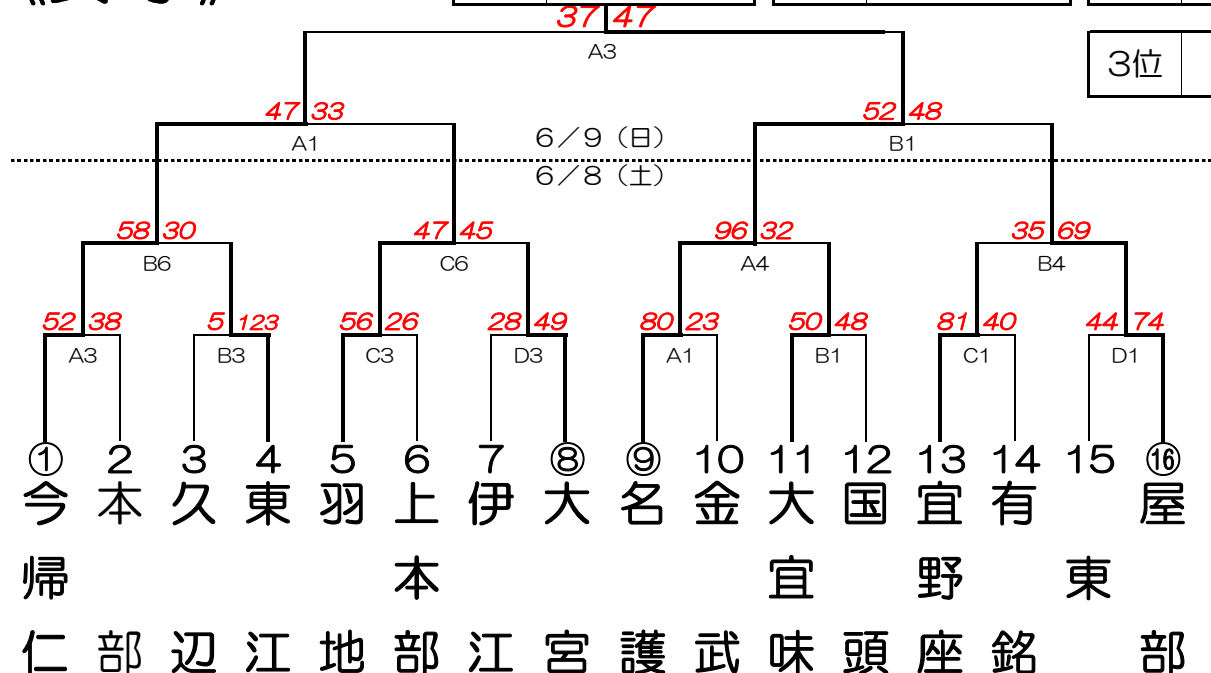 37 47
A3
3位
47 33
52 48
A1
6／9（日）
B1
6／8（土）
58 30
47 45
96 32
35 69
B6
C6
A4
B4
52 38
5 123
56 26
28 49
80 23
50 48
81 40
44 74
A3
B3
C3
D3
A1
B1
C1
D1
① 今帰仁
2 本部
3 久辺
4 東江
5 羽地
6 上本部
7 伊江
⑧ 大宮
⑨ 名護
10 金武
11 大宜味
12 国頭
13 宜野座
14 有銘
15 東
⑯ 屋部